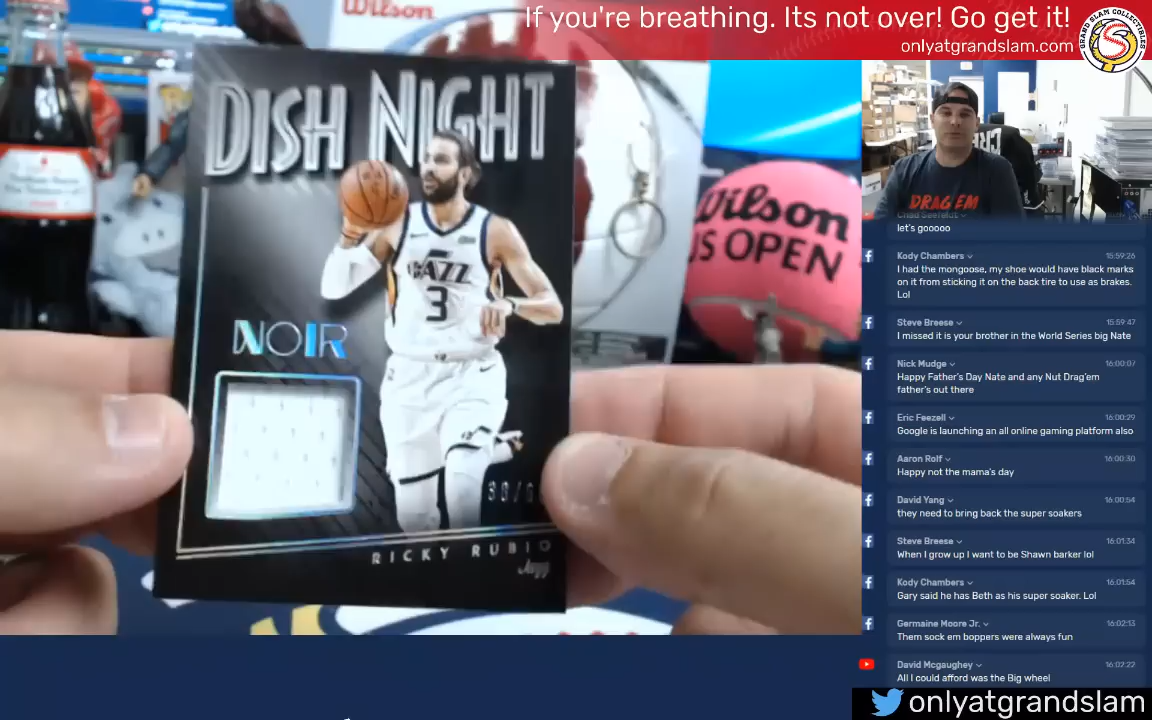 If you're breathing. Its not over! Go get it!
onlyatgrandslam.com
GRAND SLAM COLLECTIBLES
Wilson
DISH NIGHT
JAZZ
3
NOIR
RICKY RUBIO
Jazz
Wilson
IS OPEN
DRAG EM
let's gooooo
Kody Chambers
15:59:26
I had the mongoose, my shoe would have black marks
on it from sticking it on the back tire to use as brakes.
Lol
Steve Breese
15:59:47
I missed it is your brother in the World Series big Nate
Nick Mudge
16:00:07
Happy Father's Day Nate and any Nut Drag'em
father's out there
Eric Feezell
16:00:29
Google is launching an all online gaming platform also
Aaron Rolf
16:00:30
Happy not the mama's day
David Yang
16:00:54
they need to bring back the super soakers
Steve Breese
16:01:34
When I grow up I want to be Shawn barker lol
Kody Chambers
16:01:54
Gary said he has Beth as his super soaker. Lol
Germaine Moore Jr.
16:02:13
Them sock em boppers were always fun
David Mcgaughey
16:02:22
All I could afford was the Big wheel
onlyatgrandslam